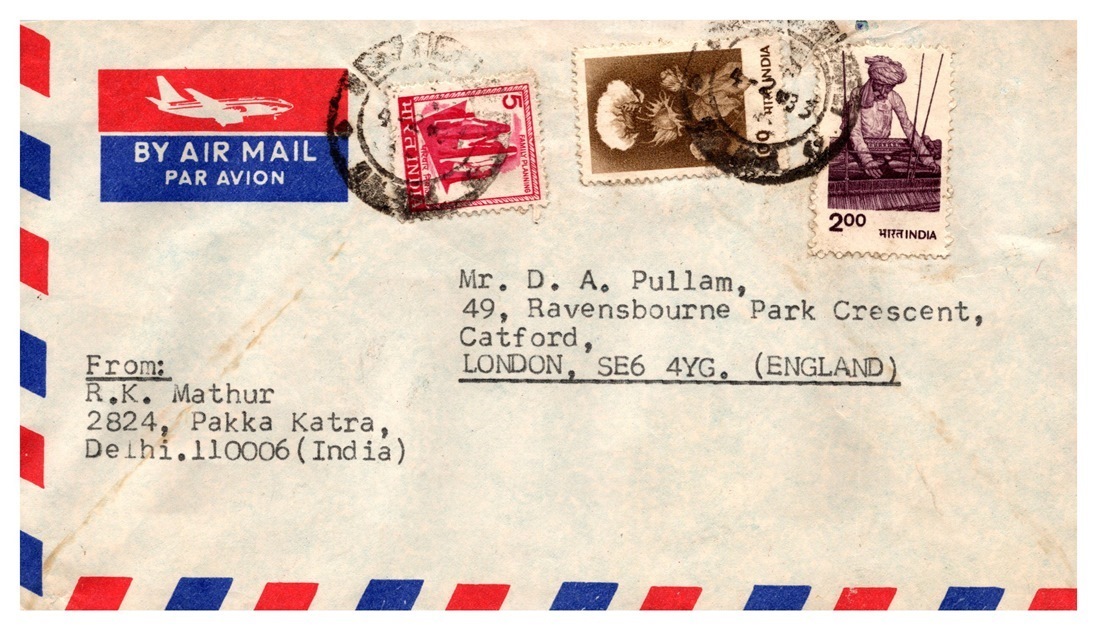 BY AIR MAIL
PAR AVION
5
FAMILY PLANNING
भारत INDIA
भारत INDIA
2.00
भारत INDIA
Mr. D. A. Pullam,
49, Ravensbourne Park Crescent,
Catford,
LONDON, SE6 4YG. (ENGLAND)
From:
R.K. Mathur
2824, Pakka Katra,
Delhi.110006(India)